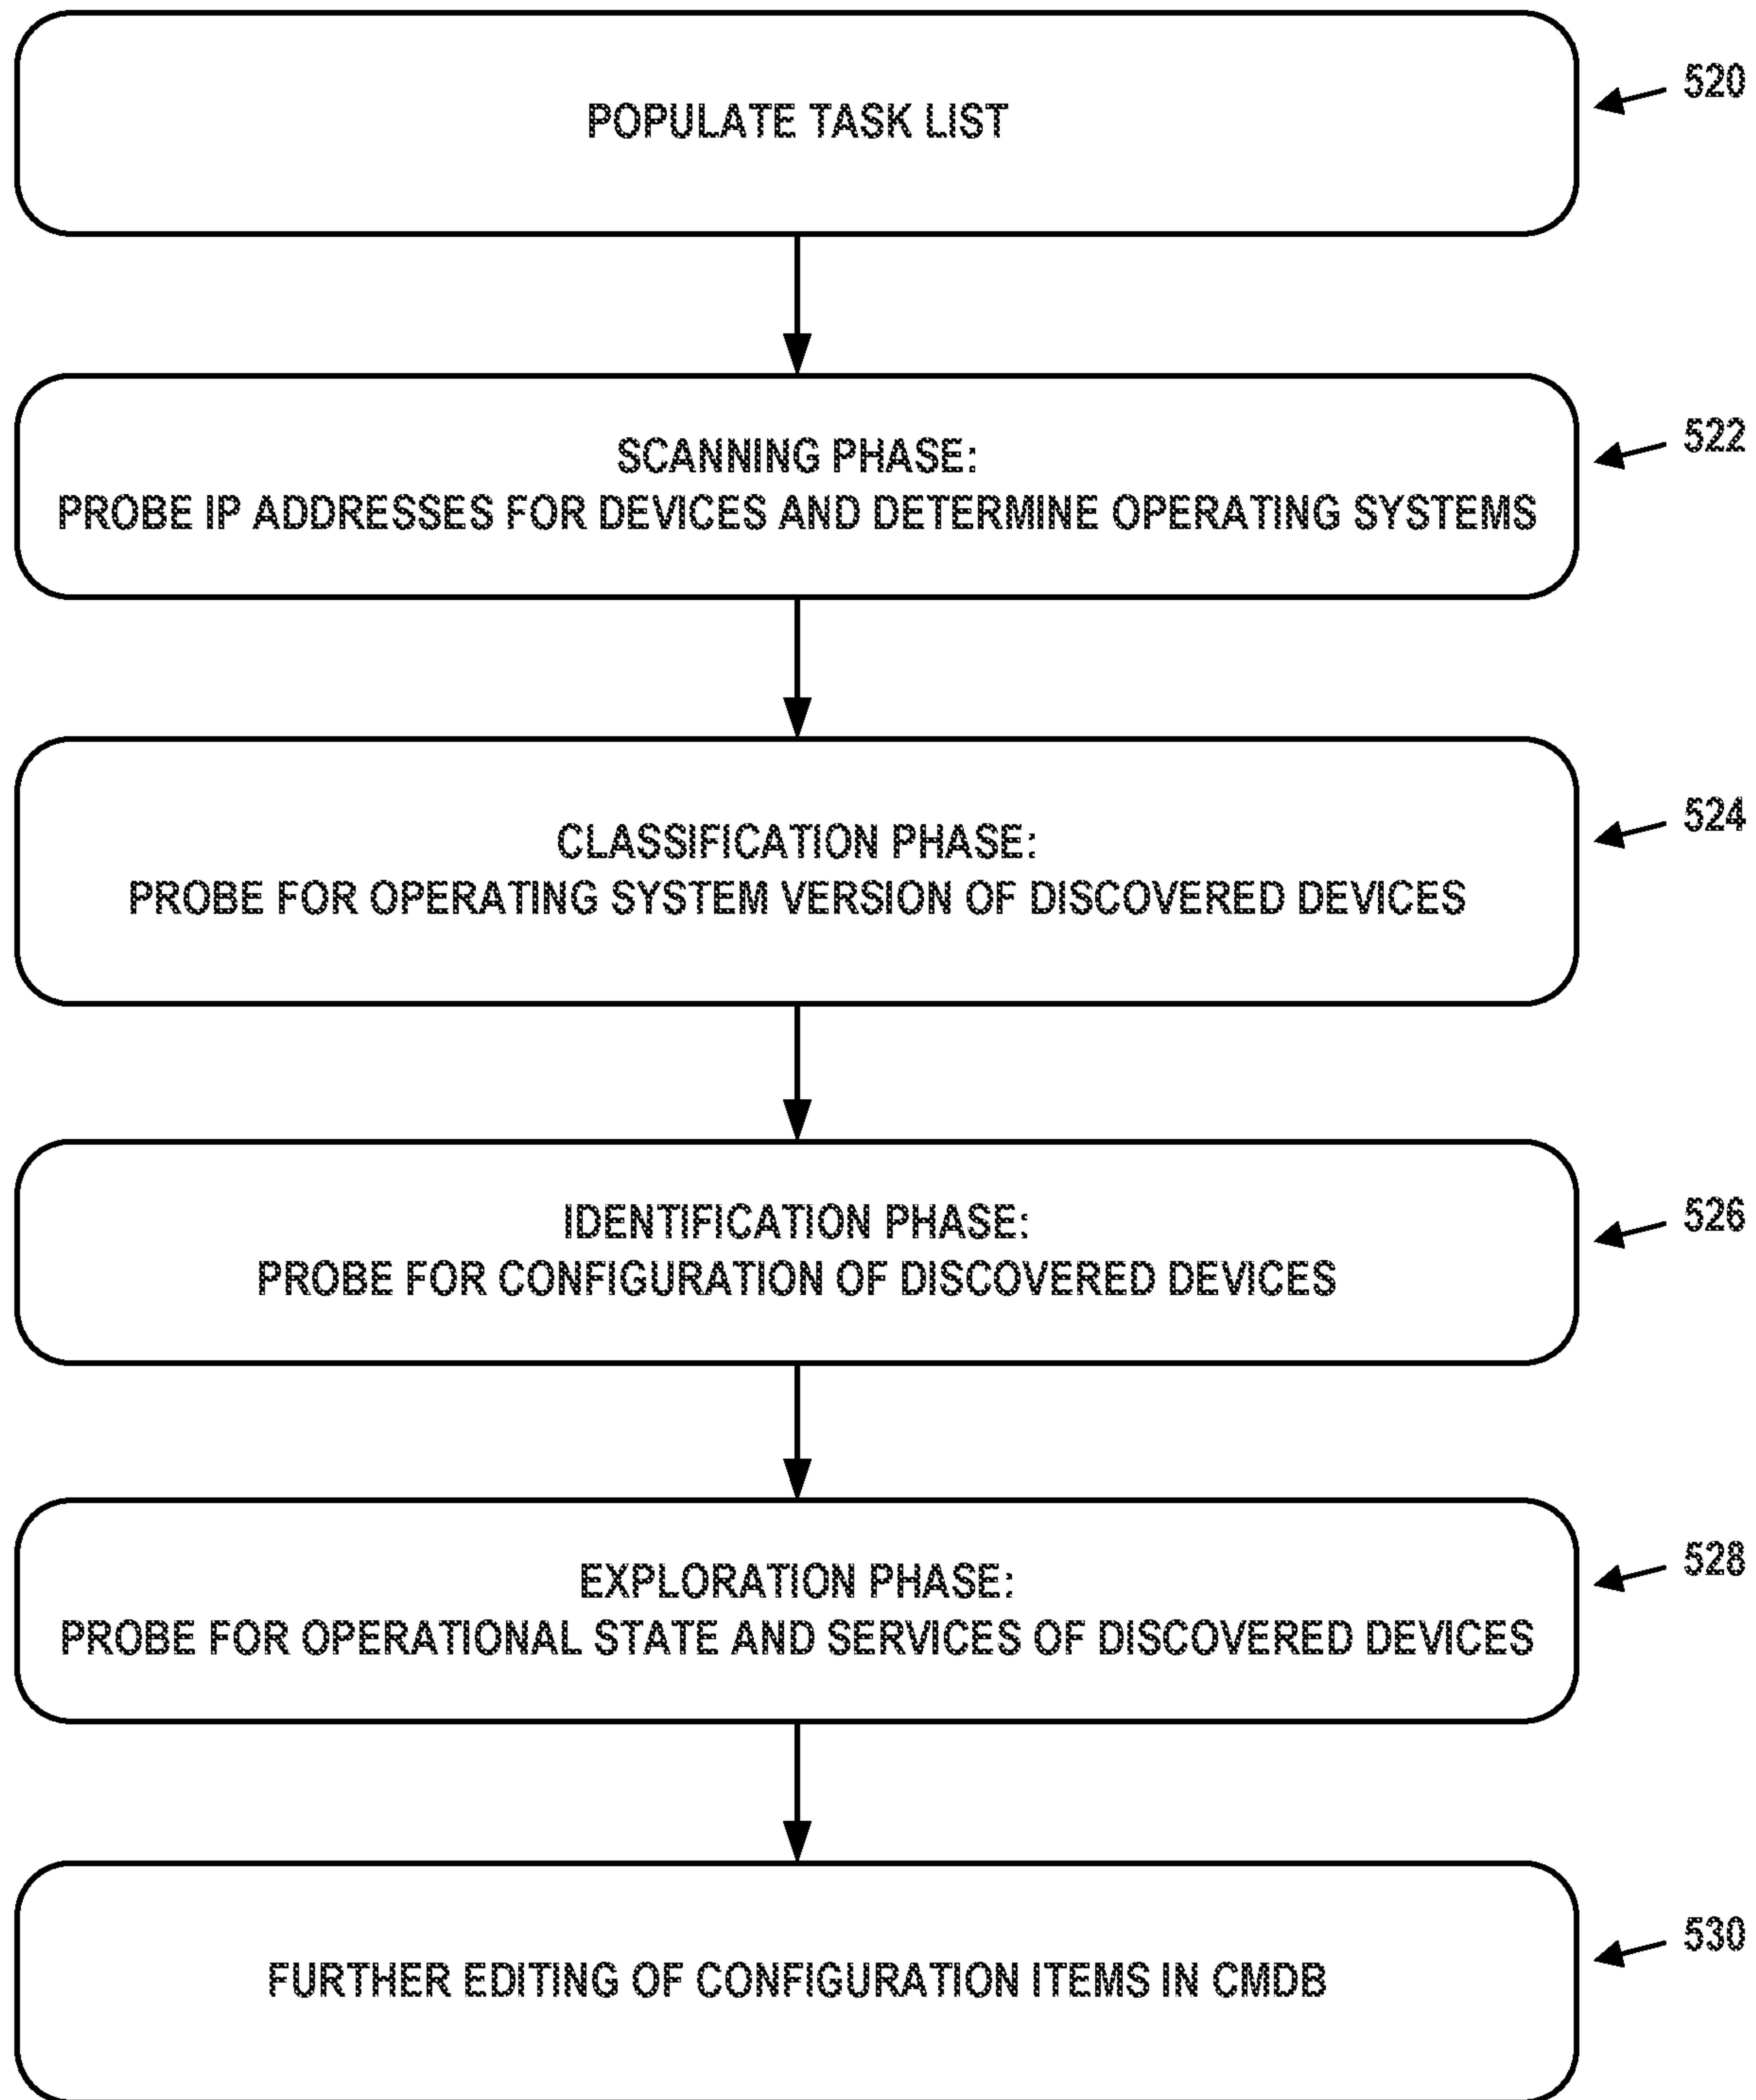 POPULATE TASK LIST
520
SCANNING PHASE:
PROBE IP ADDRESSES FOR DEVICES AND DETERMINE OPERATING SYSTEMS
522
CLASSIFICATION PHASE:
PROBE FOR OPERATING SYSTEM VERSION OF DISCOVERED DEVICES
524
IDENTIFICATION PHASE:
PROBE FOR CONFIGURATION OF DISCOVERED DEVICES
526
EXPLORATION PHASE:
PROBE FOR OPERATIONAL STATE AND SERVICES OF DISCOVERED DEVICES
528
FURTHER EDITING OF CONFIGURATION ITEMS IN CMDB
530